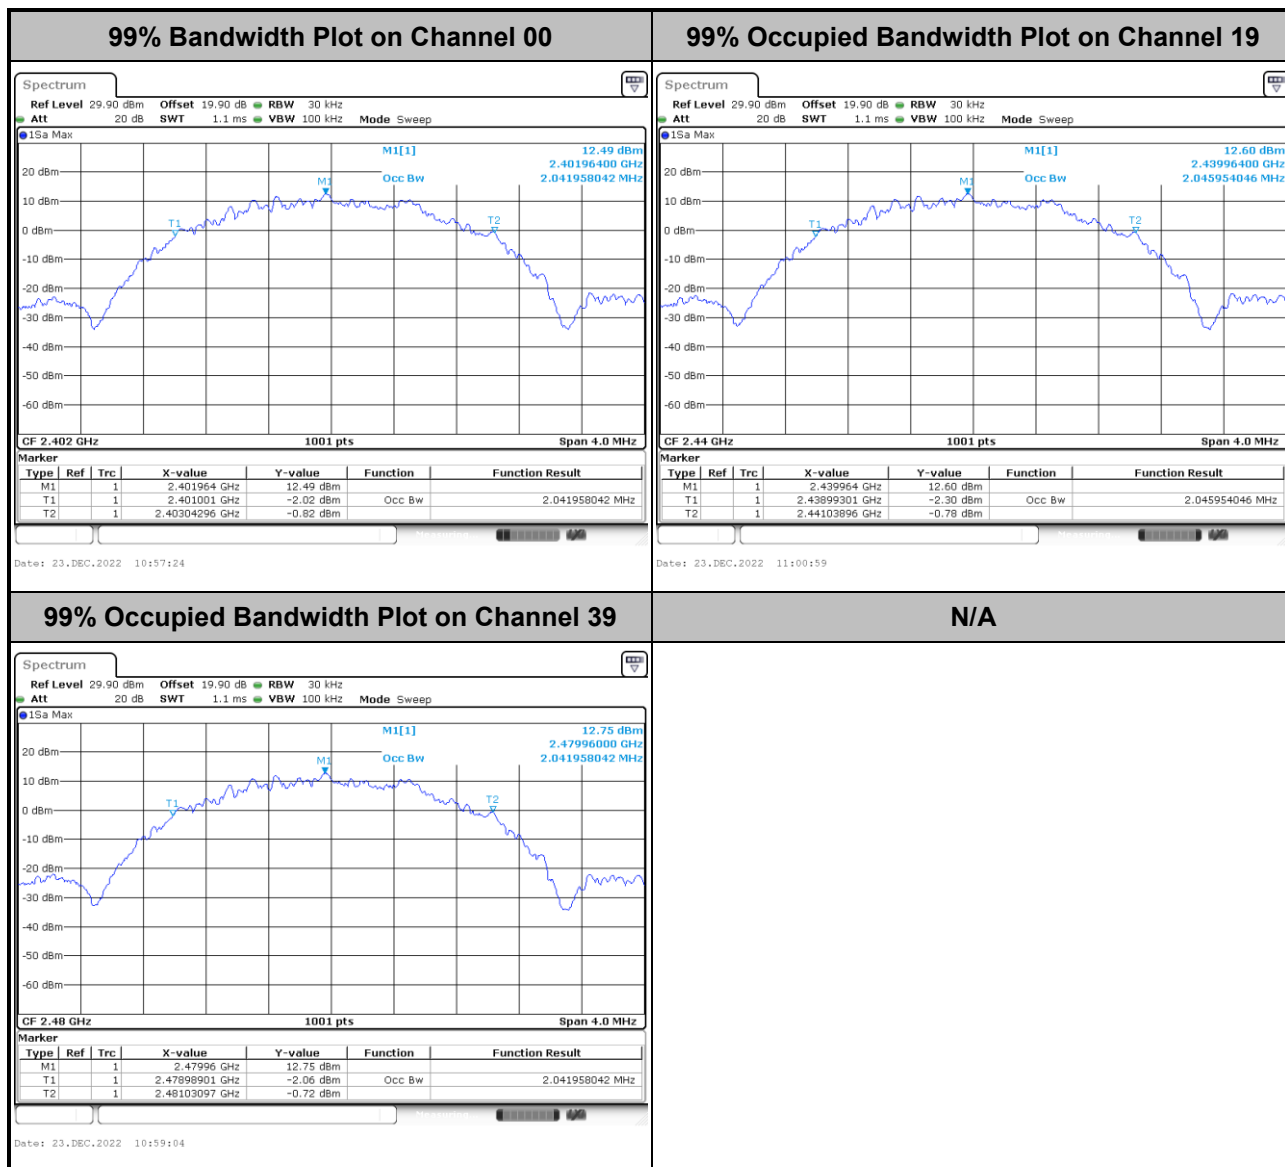 99% Bandwidth Plot on Channel 00
Spectrum
Ref Level 29.90 dBm Offset 19.90 dB RBW 30 kHz
Att 20 dB SWT 1.1 ms VBW 100 kHz Mode Sweep
1Sa Max
M1[1] 12.49 dBm
2.40196400 GHz
Occ Bw 2.041958042 MHz
20 dBm
M1
10 dBm
T1
T2
0 dBm
-10 dBm
-20 dBm
-30 dBm
-40 dBm
-50 dBm
-60 dBm
CF 2.402 GHz 1001 pts Span 4.0 MHz
Marker
Type Ref Trc X-value Y-value Function Function Result
M1 1 2.401964 GHz 12.49 dBm
T1 1 2.401001 GHz -2.02 dBm Occ Bw 2.041958042 MHz
T2 1 2.40304296 GHz -0.82 dBm
Measuring...
Date: 23.DEC.2022 10:57:24
99% Occupied Bandwidth Plot on Channel 19
Spectrum
Ref Level 29.90 dBm Offset 19.90 dB RBW 30 kHz
Att 20 dB SWT 1.1 ms VBW 100 kHz Mode Sweep
1Sa Max
M1[1] 12.60 dBm
2.43996400 GHz
Occ Bw 2.045954046 MHz
20 dBm
M1
10 dBm
T1
T2
0 dBm
-10 dBm
-20 dBm
-30 dBm
-40 dBm
-50 dBm
-60 dBm
CF 2.44 GHz 1001 pts Span 4.0 MHz
Marker
Type Ref Trc X-value Y-value Function Function Result
M1 1 2.439964 GHz 12.60 dBm
T1 1 2.43899301 GHz -2.30 dBm Occ Bw 2.045954046 MHz
T2 1 2.44103896 GHz -0.78 dBm
Measuring...
Date: 23.DEC.2022 11:00:59
99% Occupied Bandwidth Plot on Channel 39
Spectrum
Ref Level 29.90 dBm Offset 19.90 dB RBW 30 kHz
Att 20 dB SWT 1.1 ms VBW 100 kHz Mode Sweep
1Sa Max
M1[1] 12.75 dBm
2.47996000 GHz
Occ Bw 2.041958042 MHz
20 dBm
M1
10 dBm
T1
T2
0 dBm
-10 dBm
-20 dBm
-30 dBm
-40 dBm
-50 dBm
-60 dBm
CF 2.48 GHz 1001 pts Span 4.0 MHz
Marker
Type Ref Trc X-value Y-value Function Function Result
M1 1 2.47996 GHz 12.75 dBm
T1 1 2.47898901 GHz -2.06 dBm Occ Bw 2.041958042 MHz
T2 1 2.48103097 GHz -0.72 dBm
Measuring...
Date: 23.DEC.2022 10:59:04
N/A